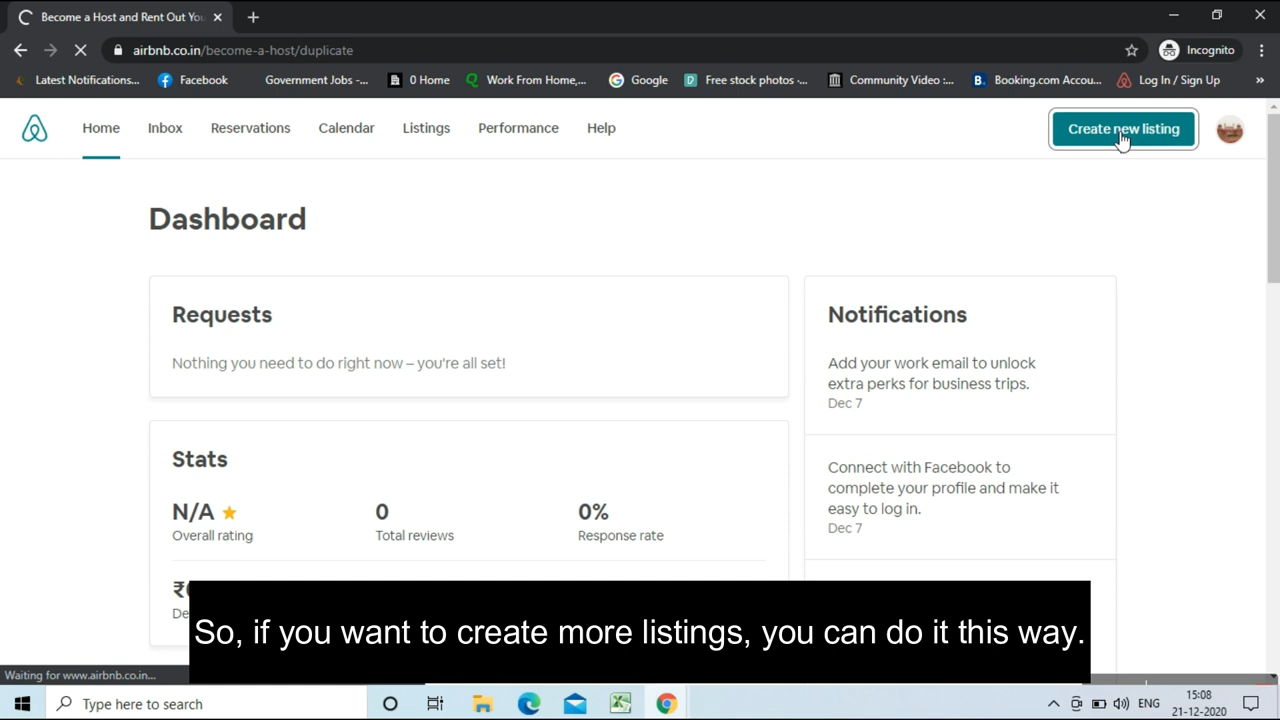 Become a Host and Rent Out You
airbnb.co.in/become-a-host/duplicate
Incognito
Latest Notifications...
Facebook
Government Jobs -...
0 Home
Work From Home,...
Google
Free stock photos -...
Community Video :...
Booking.com Accou...
Log In / Sign Up
Home
Inbox
Reservations
Calendar
Listings
Performance
Help
Create new listing
Dashboard
Requests
Nothing you need to do right now – you're all set!
Stats
N/A
Overall rating
0
Total reviews
0%
Response rate
Notifications
Add your work email to unlock
extra perks for business trips.
Dec 7
Connect with Facebook to
complete your profile and make it
easy to log in.
Dec 7
So, if you want to create more listings, you can do it this way.
Waiting for www.airbnb.co.in...
Type here to search
ENG
15:08
21-12-2020